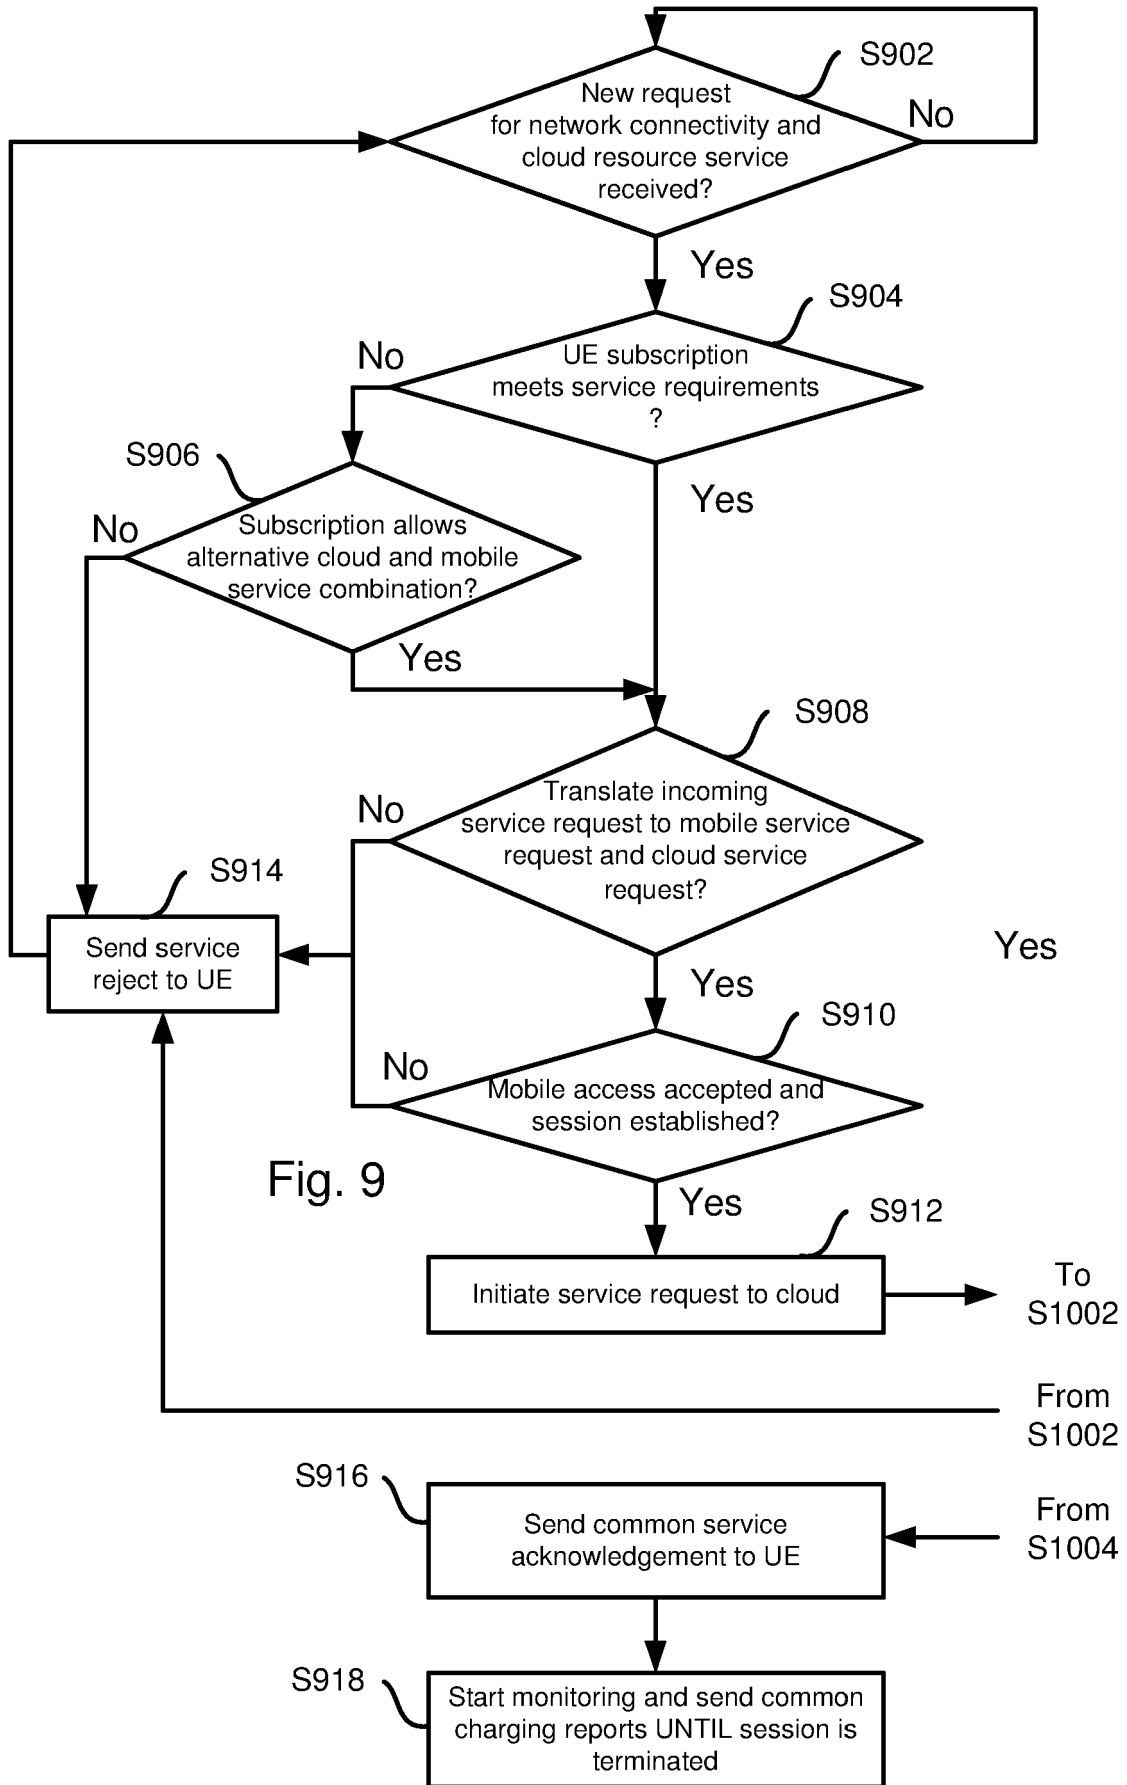 S902
New request
for network connectivity and
cloud resource service
received?
No
Yes
S904
No
UE subscription
meets service requirements
?
S906
Yes
No
Subscription allows
alternative cloud and mobile
service combination?
Yes
S908
No
Translate incoming
service request to mobile service
request and cloud service
request?
S914
Send service
reject to UE
Yes
Yes
S910
No
Mobile access accepted and
session established?
Fig. 9
Yes
S912
Initiate service request to cloud
To
S1002
From
S1002
S916
Send common service
acknowledgement to UE
From
S1004
S918
Start monitoring and send common
charging reports UNTIL session is
terminated